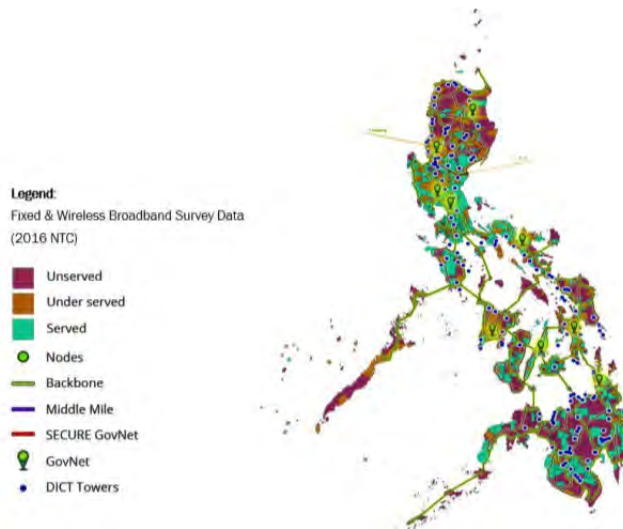 Legend:
Fixed & Wireless Broadband Survey Data
(2016 NTC)
Unserved
Under served
Served
Nodes
Backbone
Middle Mile
SECURE GovNet
GovNet
DICT Towers